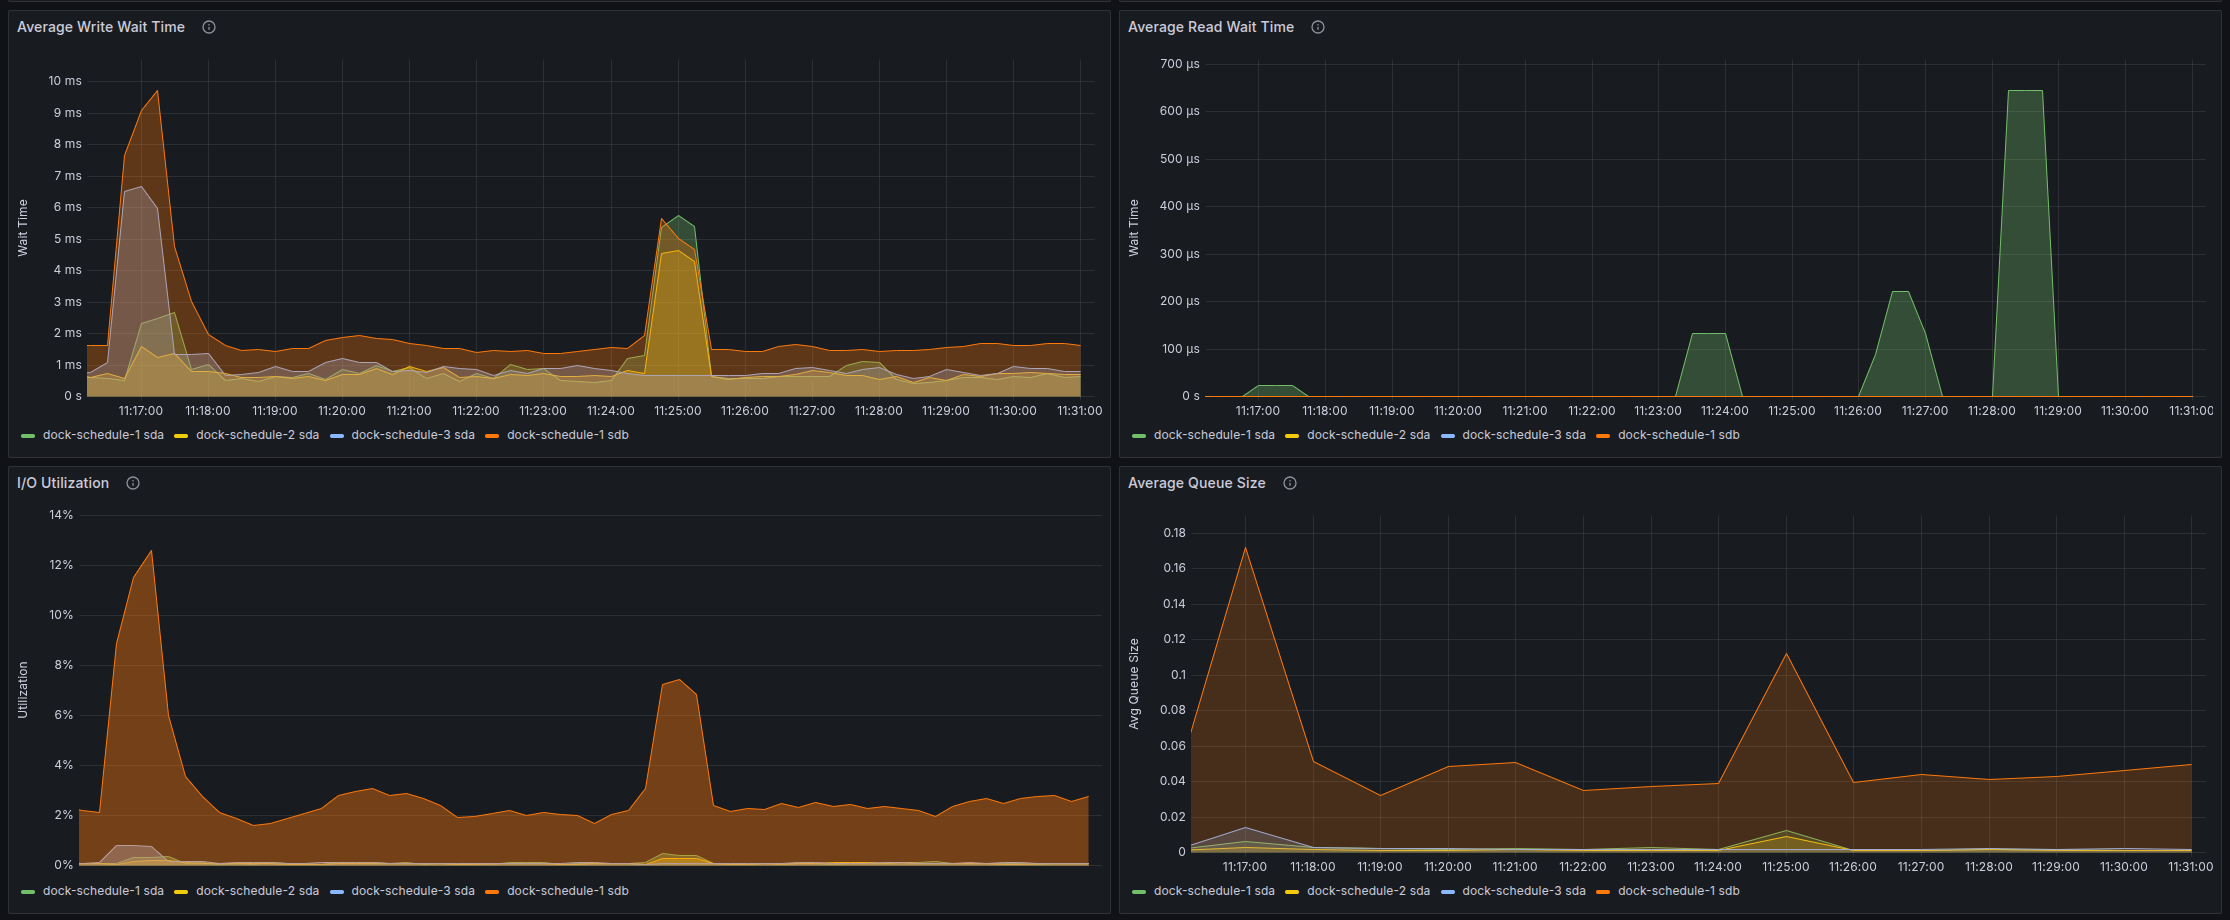 Average Write Wait Time
10 ms
9 ms
8 ms
7 ms
6 ms
5 ms
4 ms
3 ms
2 ms
1 ms
0 s
Wait Time
11:17:00 11:18:00 11:19:00 11:20:00 11:21:00 11:22:00 11:23:00 11:24:00 11:25:00 11:26:00 11:27:00 11:28:00 11:29:00 11:30:00 11:31:00
dock-schedule-1 sda dock-schedule-2 sda dock-schedule-3 sda dock-schedule-1 sdb
Average Read Wait Time
700 µs
600 µs
500 µs
400 µs
300 µs
200 µs
100 µs
0 s
Wait Time
11:17:00 11:18:00 11:19:00 11:20:00 11:21:00 11:22:00 11:23:00 11:24:00 11:25:00 11:26:00 11:27:00 11:28:00 11:29:00 11:30:00 11:31:00
dock-schedule-1 sda dock-schedule-2 sda dock-schedule-3 sda dock-schedule-1 sdb
I/O Utilization
14%
12%
10%
8%
6%
4%
2%
0%
Utilization
dock-schedule-1 sda dock-schedule-2 sda dock-schedule-3 sda dock-schedule-1 sdb
Average Queue Size
0.18
0.16
0.14
0.12
0.1
0.08
0.06
0.04
0.02
0
Avg Queue Size
11:17:00 11:18:00 11:19:00 11:20:00 11:21:00 11:22:00 11:23:00 11:24:00 11:25:00 11:26:00 11:27:00 11:28:00 11:29:00 11:30:00 11:31:00
dock-schedule-1 sda dock-schedule-2 sda dock-schedule-3 sda dock-schedule-1 sdb